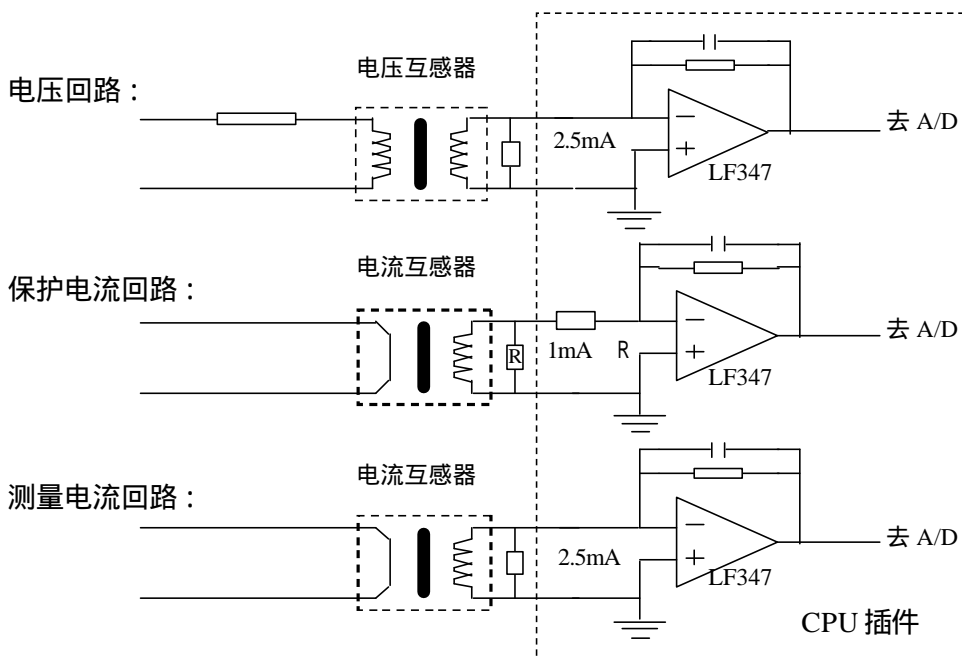 电压互感器
电压回路：
2.5mA
去 A/D
LF347
电流互感器
保护电流回路：
R
1mA
R
去 A/D
LF347
电流互感器
测量电流回路：
2.5mA
去 A/D
LF347
CPU 插件